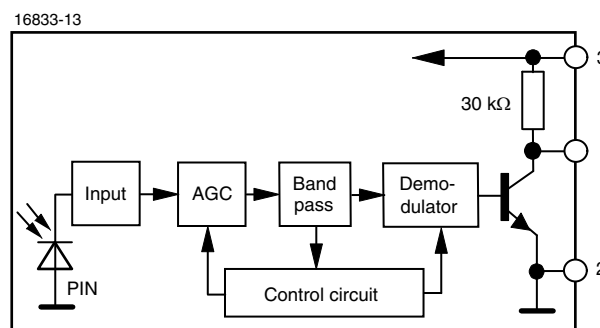 16833-13
3
30 kΩ
Input
AGC
Band
pass
Demo-
dulator
PIN
Control circuit
2